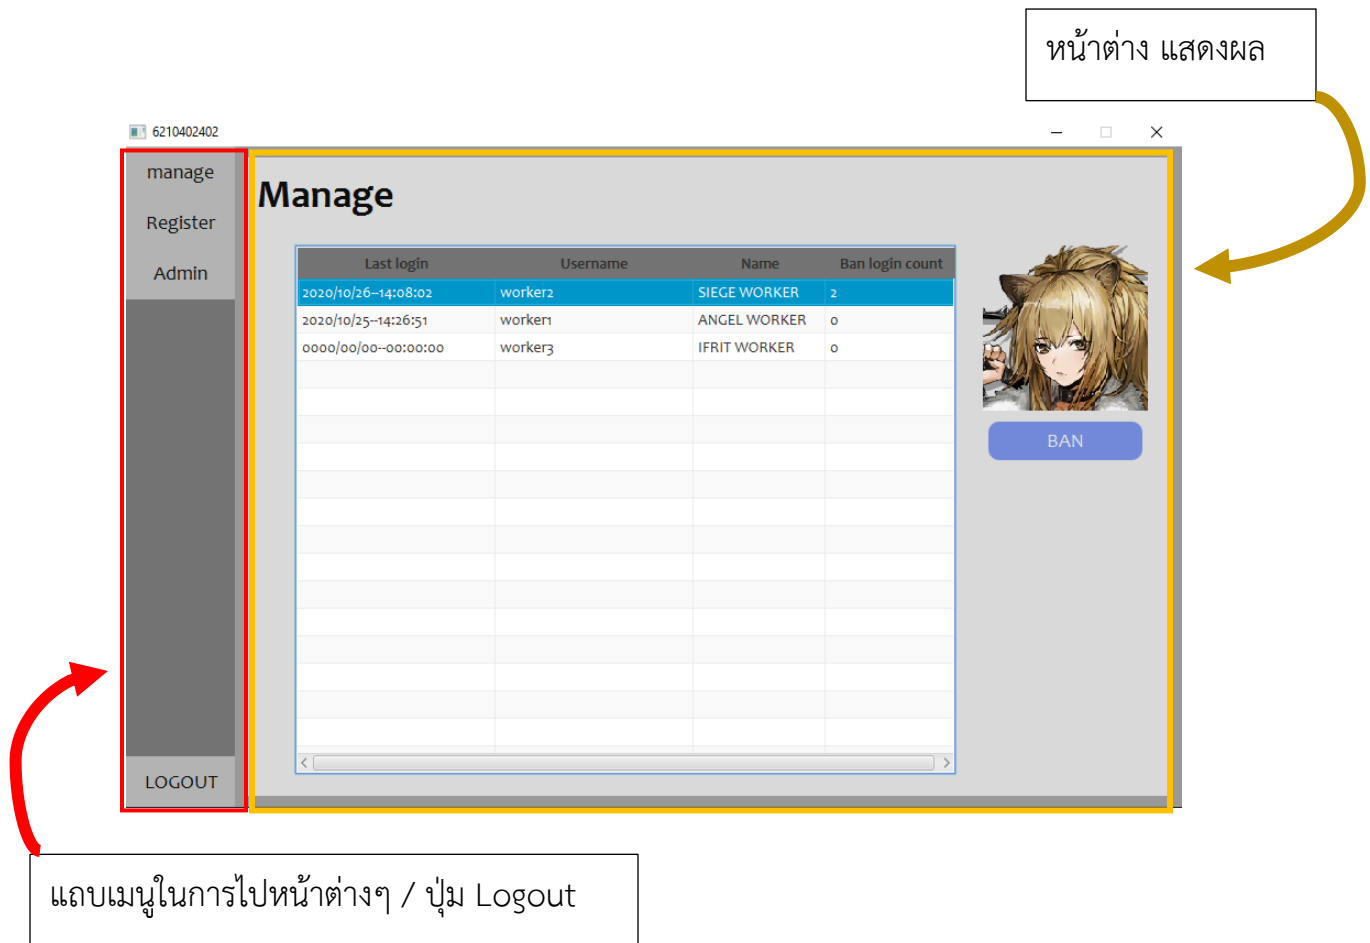 หน้าต่าง แสดงผล
6210402402
manage
Register
Admin
LOGOUT
Manage
Last login Username Name Ban login count
2020/10/26--14:08:02 worker2 SIEGE WORKER 2
2020/10/25--14:26:51 worker1 ANGEL WORKER 0
0000/00/00--00:00:00 worker3 IFRIT WORKER 0
BAN
แถบเมนูในการไปหน้าต่างๆ / ปุ่ม Logout